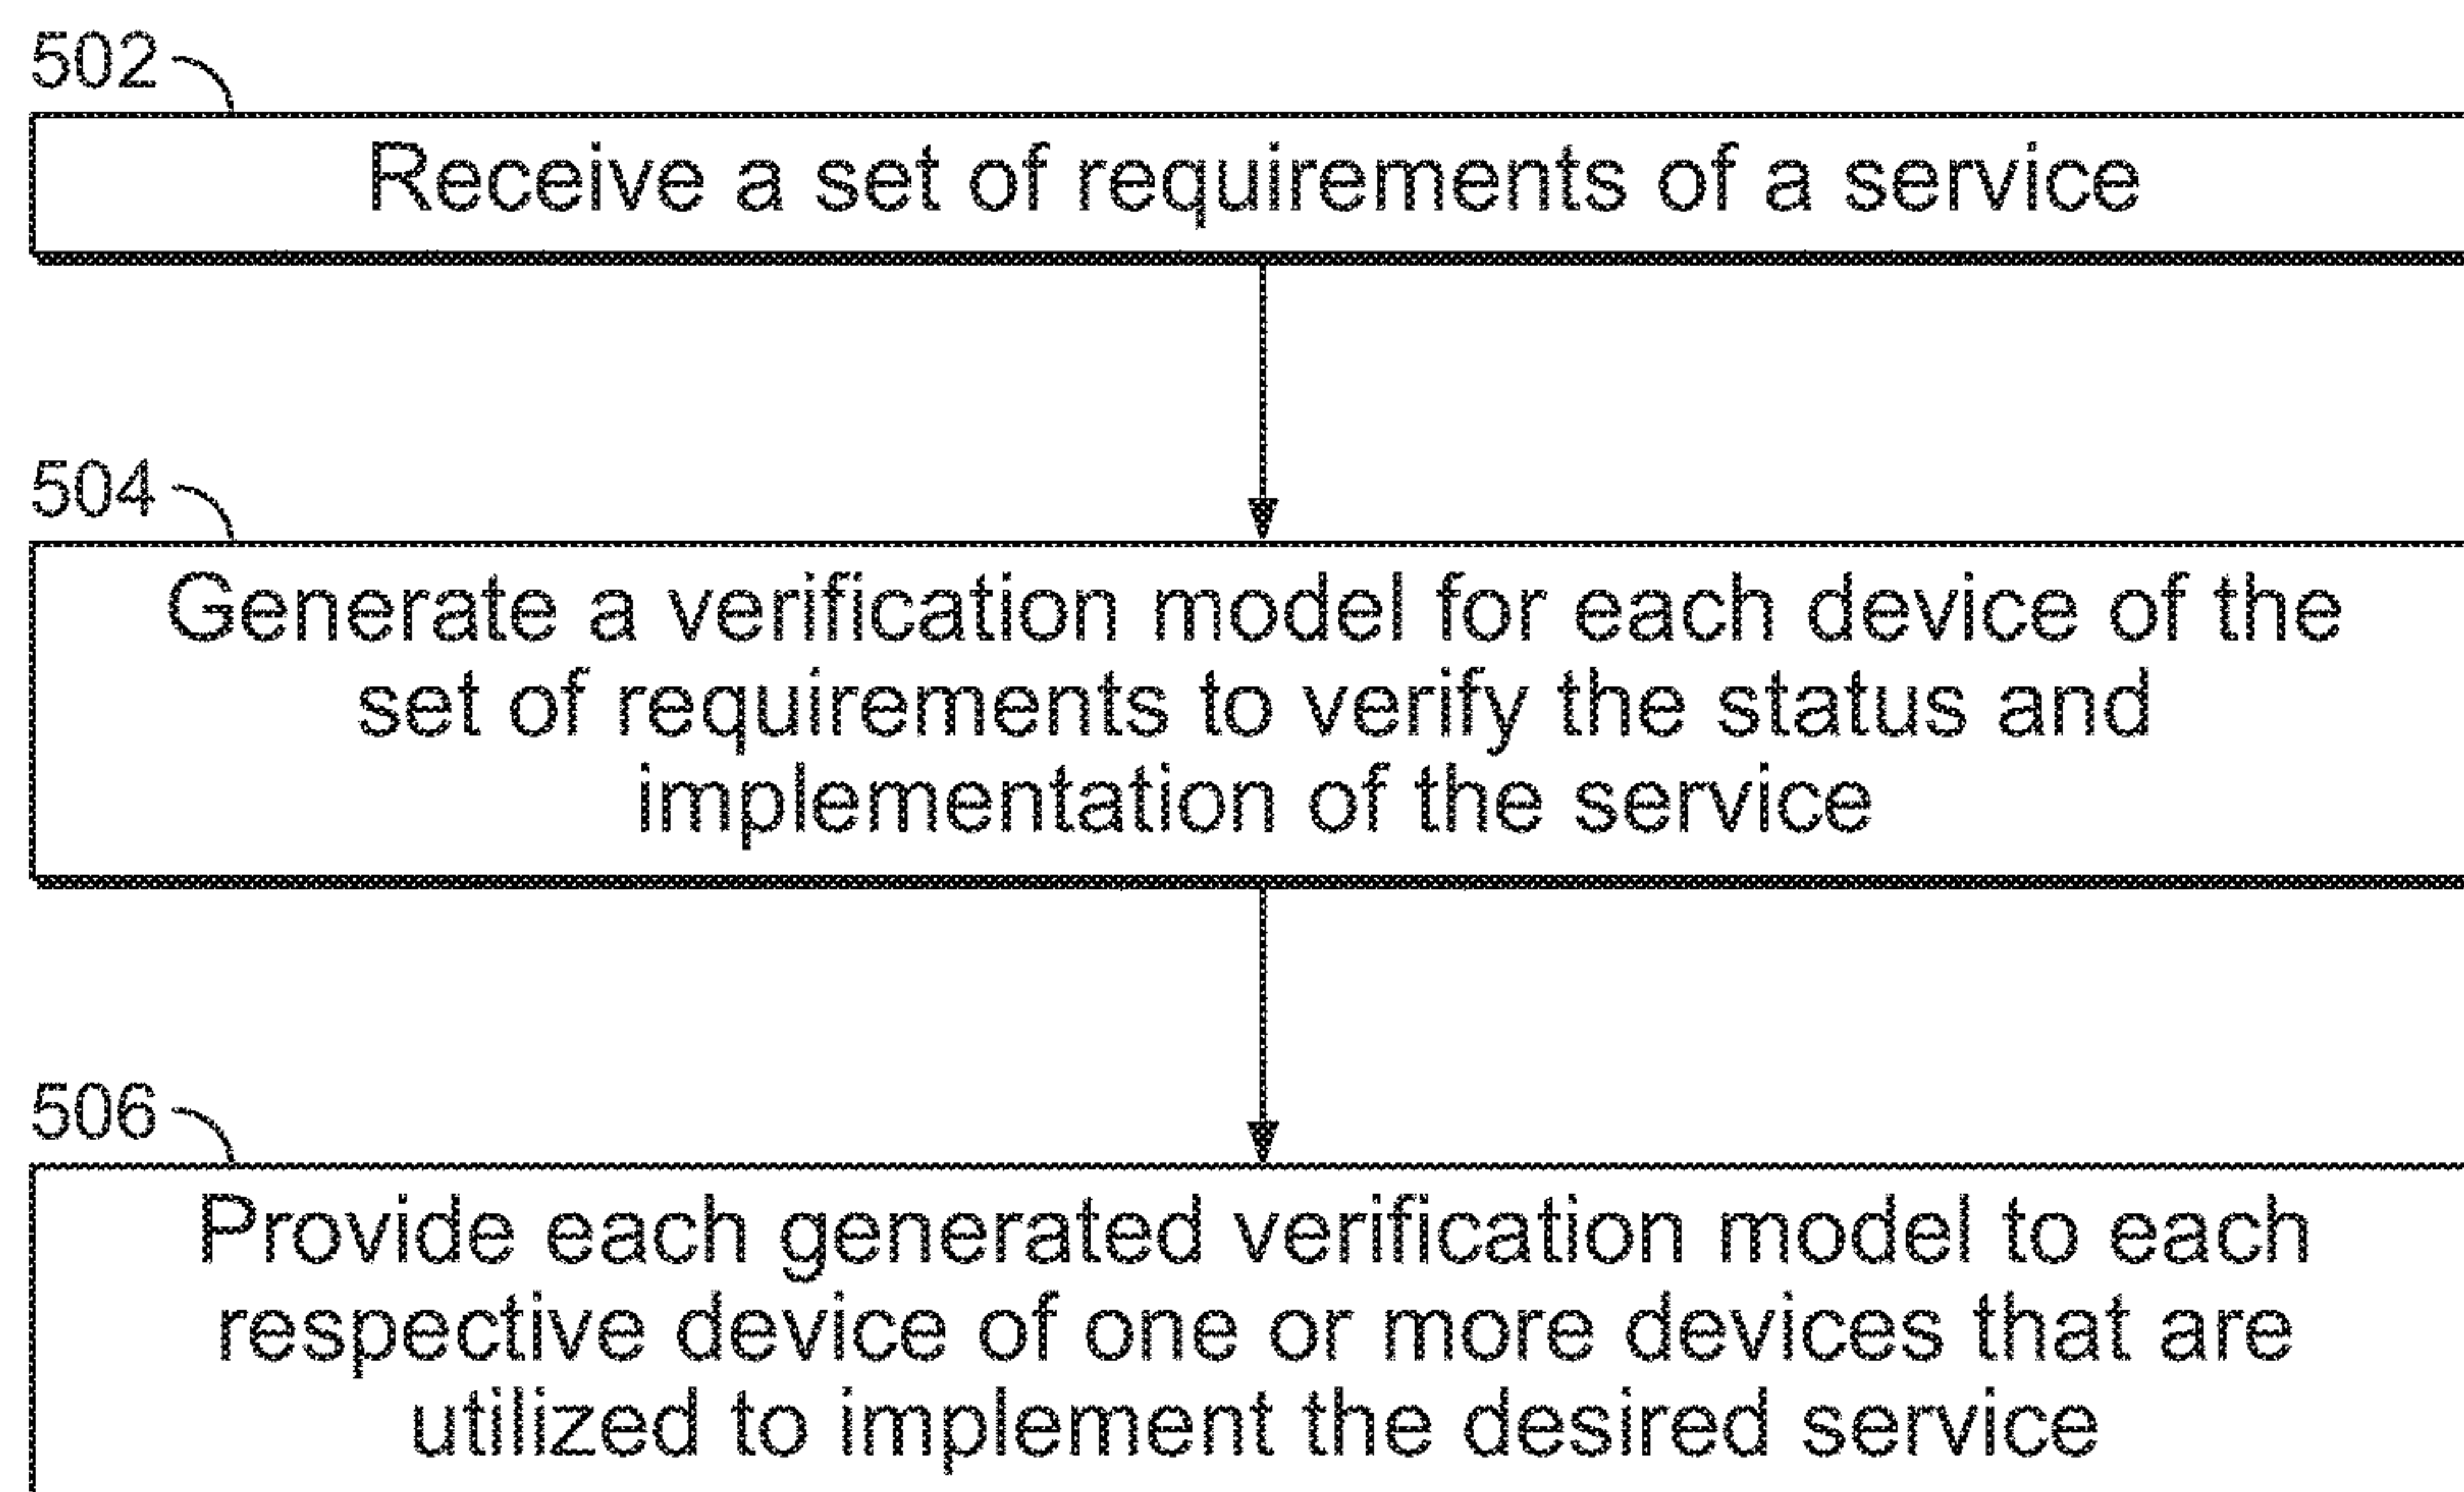 502
Receive a set of requirements of a service
504
Generate a verification model for each device of the
set of requirements to verify the status and
implementation of the service
506
Provide each generated verification model to each
respective device of one or more devices that are
utilized to implement the desired service